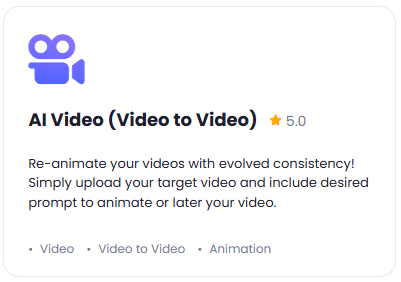 AI Video (Video to Video) 5.0
Re-animate your videos with evolved consistency!
Simply upload your target video and include desired
prompt to animate or later your video.
• Video • Video to Video • Animation